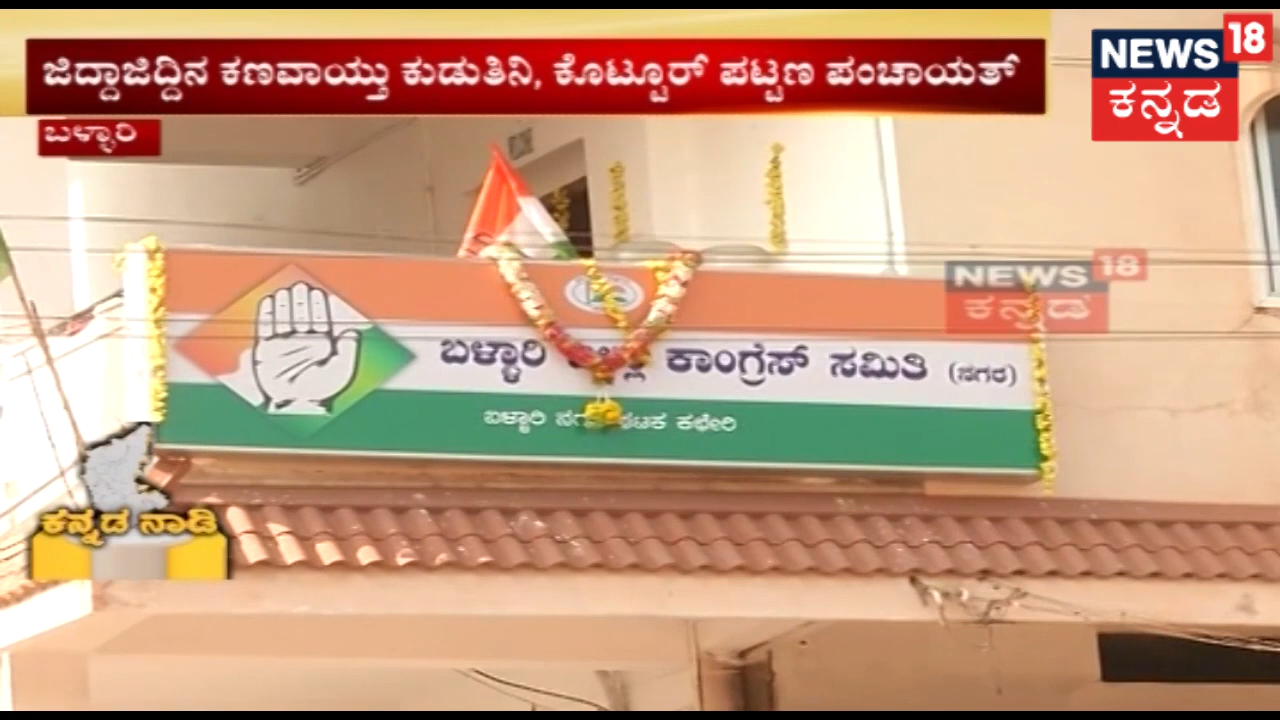 ಜಿದ್ದಾಜಿದ್ದಿನ ಕಣವಾಯ್ತು ಕುಡುತಿನಿ, ಕೊಟ್ಟೂರ್ ಪಟ್ಟಣ ಪಂಚಾಯತ್
NEWS 18
ಕನ್ನಡ
ಬಳ್ಳಾರಿ
NEWS 18
ಕನ್ನಡ
ಬಳ್ಳಾರಿ ಕಾಂಗ್ರೆಸ್ ಸಮಿತಿ (ನಗರ)
ಬಳ್ಳಾರಿ ಘಟಕ ಕಛೇರಿ
ಕನ್ನಡ ನಾಡಿ